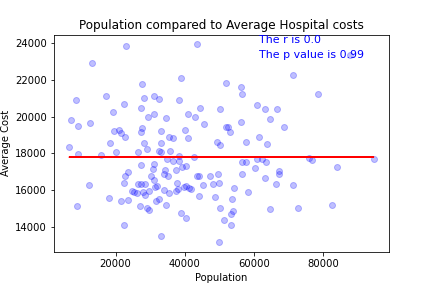 Population compared to Average Hospital costs
The r is 0.0
The p value is 0.99
24000
22000
20000
18000
16000
14000
Average Cost
20000 40000 60000 80000
Population